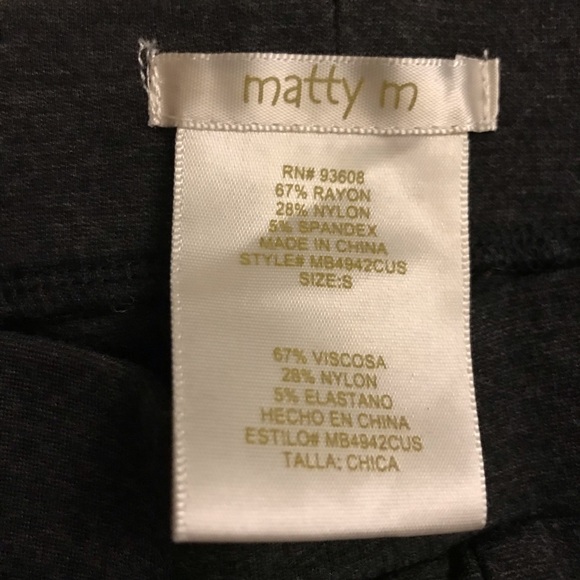 matty m
RN# 93608
67% RAYON
28% NYLON
5% SPANDEX
MADE IN CHINA
STYLE# MB4942CUS
SIZE:S
67% VISCOSA
28% NYLON
5% ELASTANO
HECHO EN CHINA
ESTILO# MB4942CUS
TALLA: CHICA